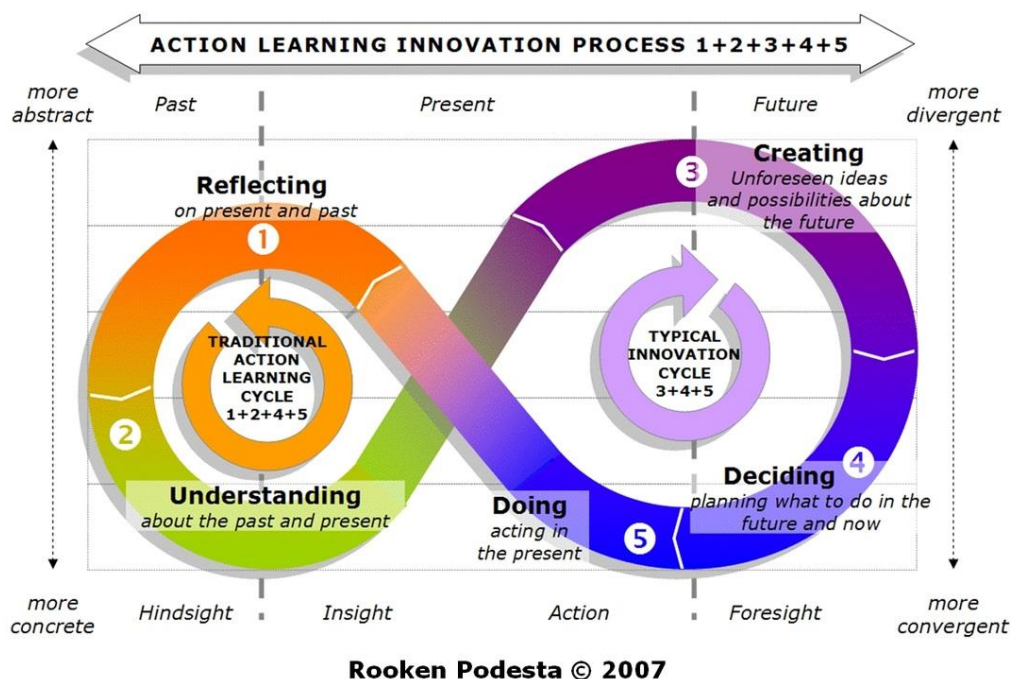 ACTION LEARNING INNOVATION PROCESS 1+2+3+4+5
more
abstract
Past
Present
Future
more
divergent
Reflecting
on present and past
1
3
Creating
Unforeseen ideas
and possibilities about
the future
TRADITIONAL
ACTION
LEARNING
CYCLE
1+2+4+5
TYPICAL
INNOVATION
CYCLE
3+4+5
2
Understanding
about the past and present
Doing
acting in
the present
5
4
Deciding
planning what to do in the
future and now
more
concrete
Hindsight
Insight
Action
Foresight
more
convergent
Rooken Podesta © 2007